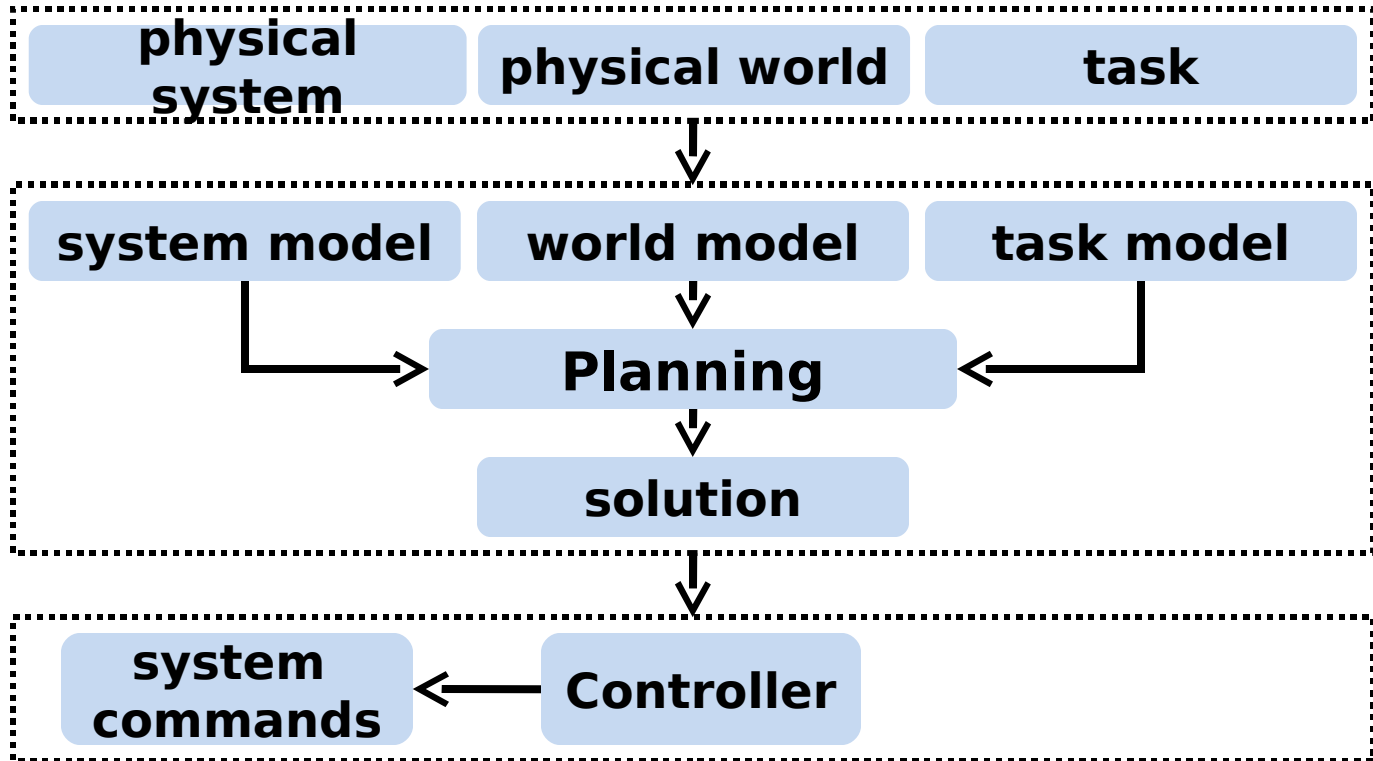 physical
system
physical world
task
system model
world model
task model
Planning
solution
system
commands
Controller